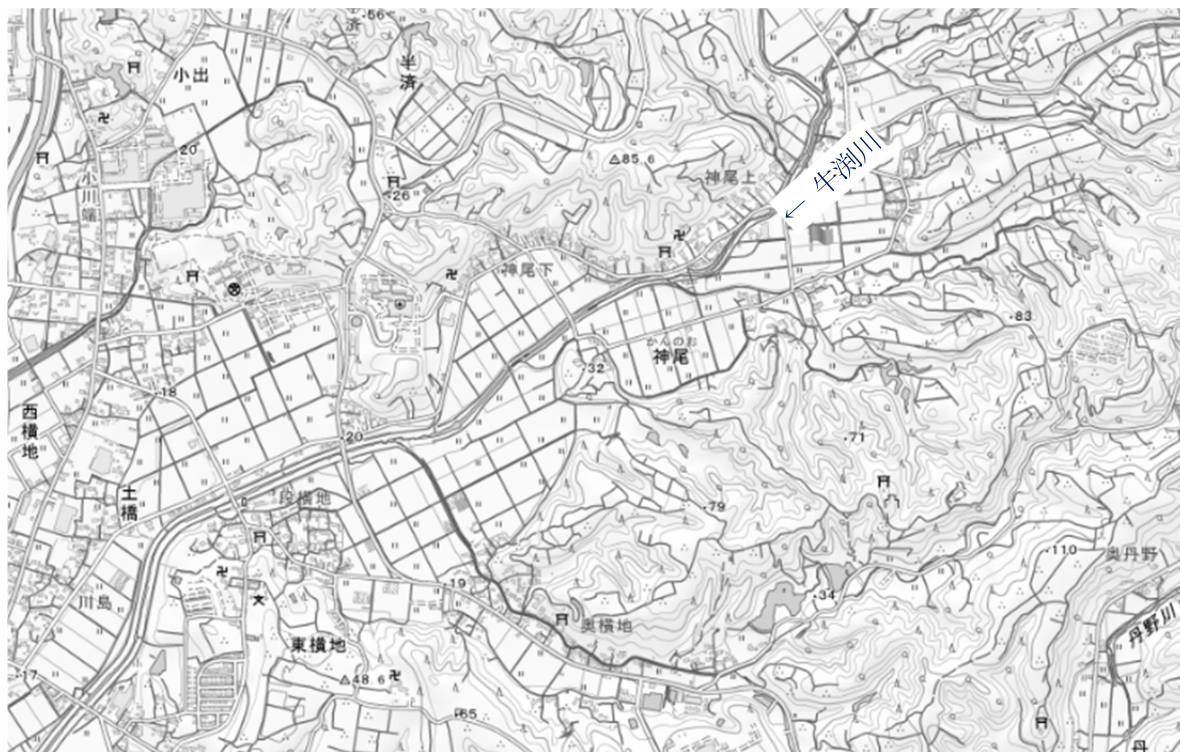 済
・56
半済
小出
・20
小川端
△85.6
神尾上
← 牛渕川
・26
神尾下
・83
かんのお
神尾
・32
・18
西横地
・20
・71
土橋
段横地
・79
・110
奥丹野
・19
・34
川島
奥横地
丹野川
東横地
・17
△48.6
・65
丹